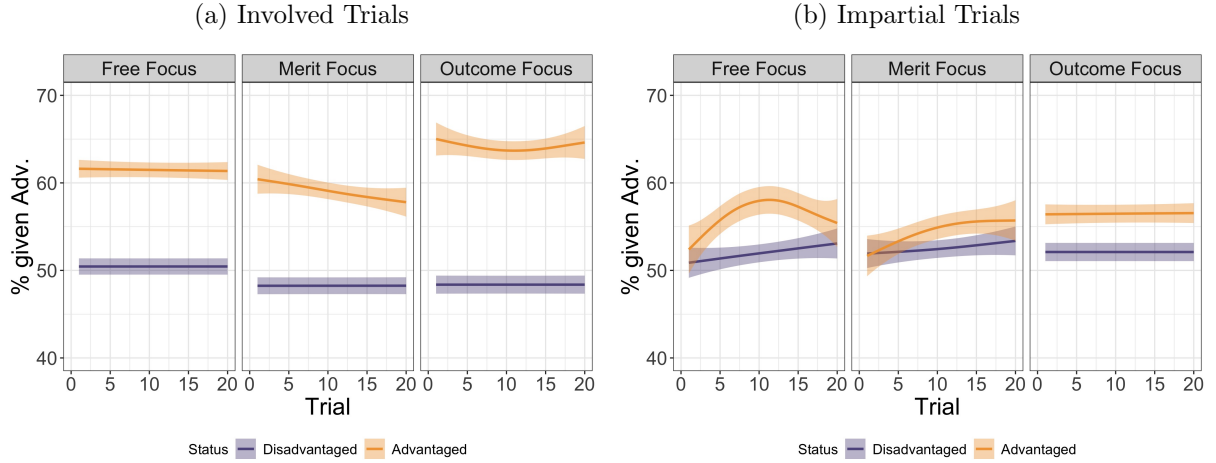 (a) Involved Trials
Free Focus Merit Focus Outcome Focus
% given Adv.
70
60
50
40
0 5 10 15 20 0 5 10 15 20 0 5 10 15 20
Trial
Status Disadvantaged Advantaged
(b) Impartial Trials
Free Focus Merit Focus Outcome Focus
% given Adv.
70
60
50
40
0 5 10 15 20 0 5 10 15 20 0 5 10 15 20
Trial
Status Disadvantaged Advantaged